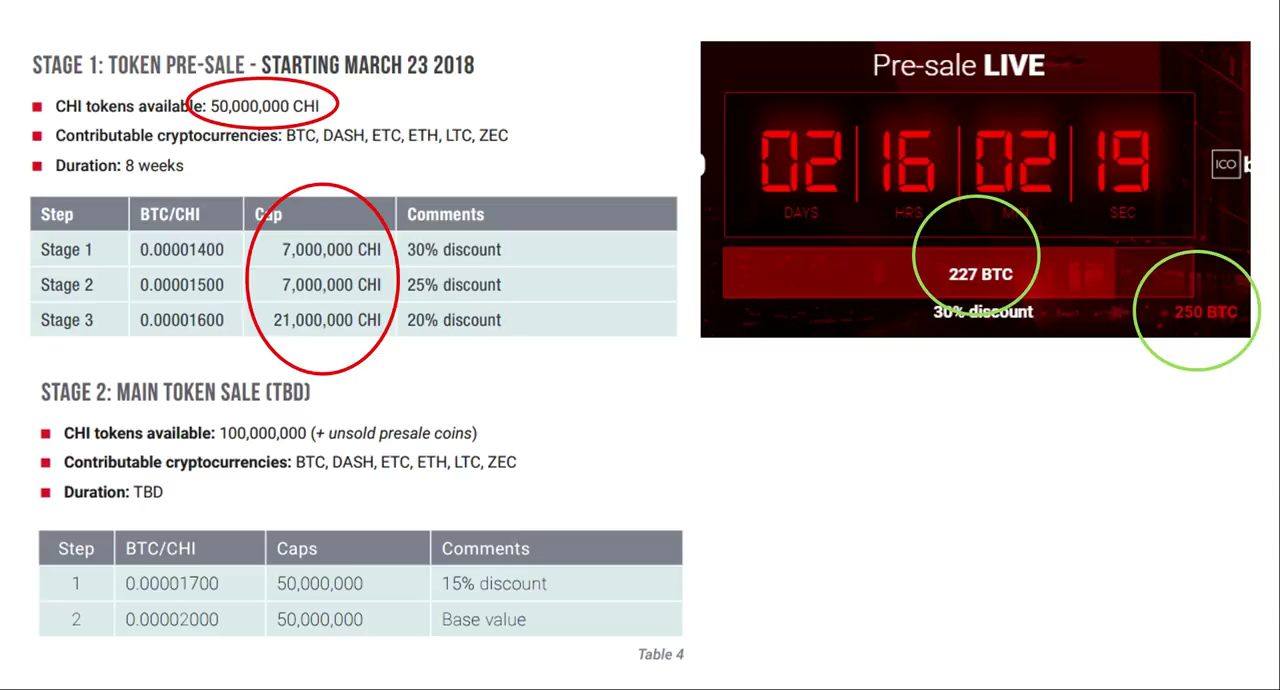 STAGE 1: TOKEN PRE-SALE - STARTING MARCH 23 2018
CHI tokens available: 50,000,000 CHI
Contributable cryptocurrencies: BTC, DASH, ETC, ETH, LTC, ZEC
Duration: 8 weeks
Step BTC/CHI Cap Comments
Stage 1 0.00001400 7,000,000 CHI 30% discount
Stage 2 0.00001500 7,000,000 CHI 25% discount
Stage 3 0.00001600 21,000,000 CHI 20% discount
STAGE 2: MAIN TOKEN SALE (TBD)
CHI tokens available: 100,000,000 (+ unsold presale coins)
Contributable cryptocurrencies: BTC, DASH, ETC, ETH, LTC, ZEC
Duration: TBD
Step BTC/CHI Caps Comments
1 0.00001700 50,000,000 15% discount
2 0.00002000 50,000,000 Base value
Table 4
Pre-sale LIVE
02 16 02 19
DAYS HRS MIN SEC
ICO b
227 BTC
30% discount
250 BTC